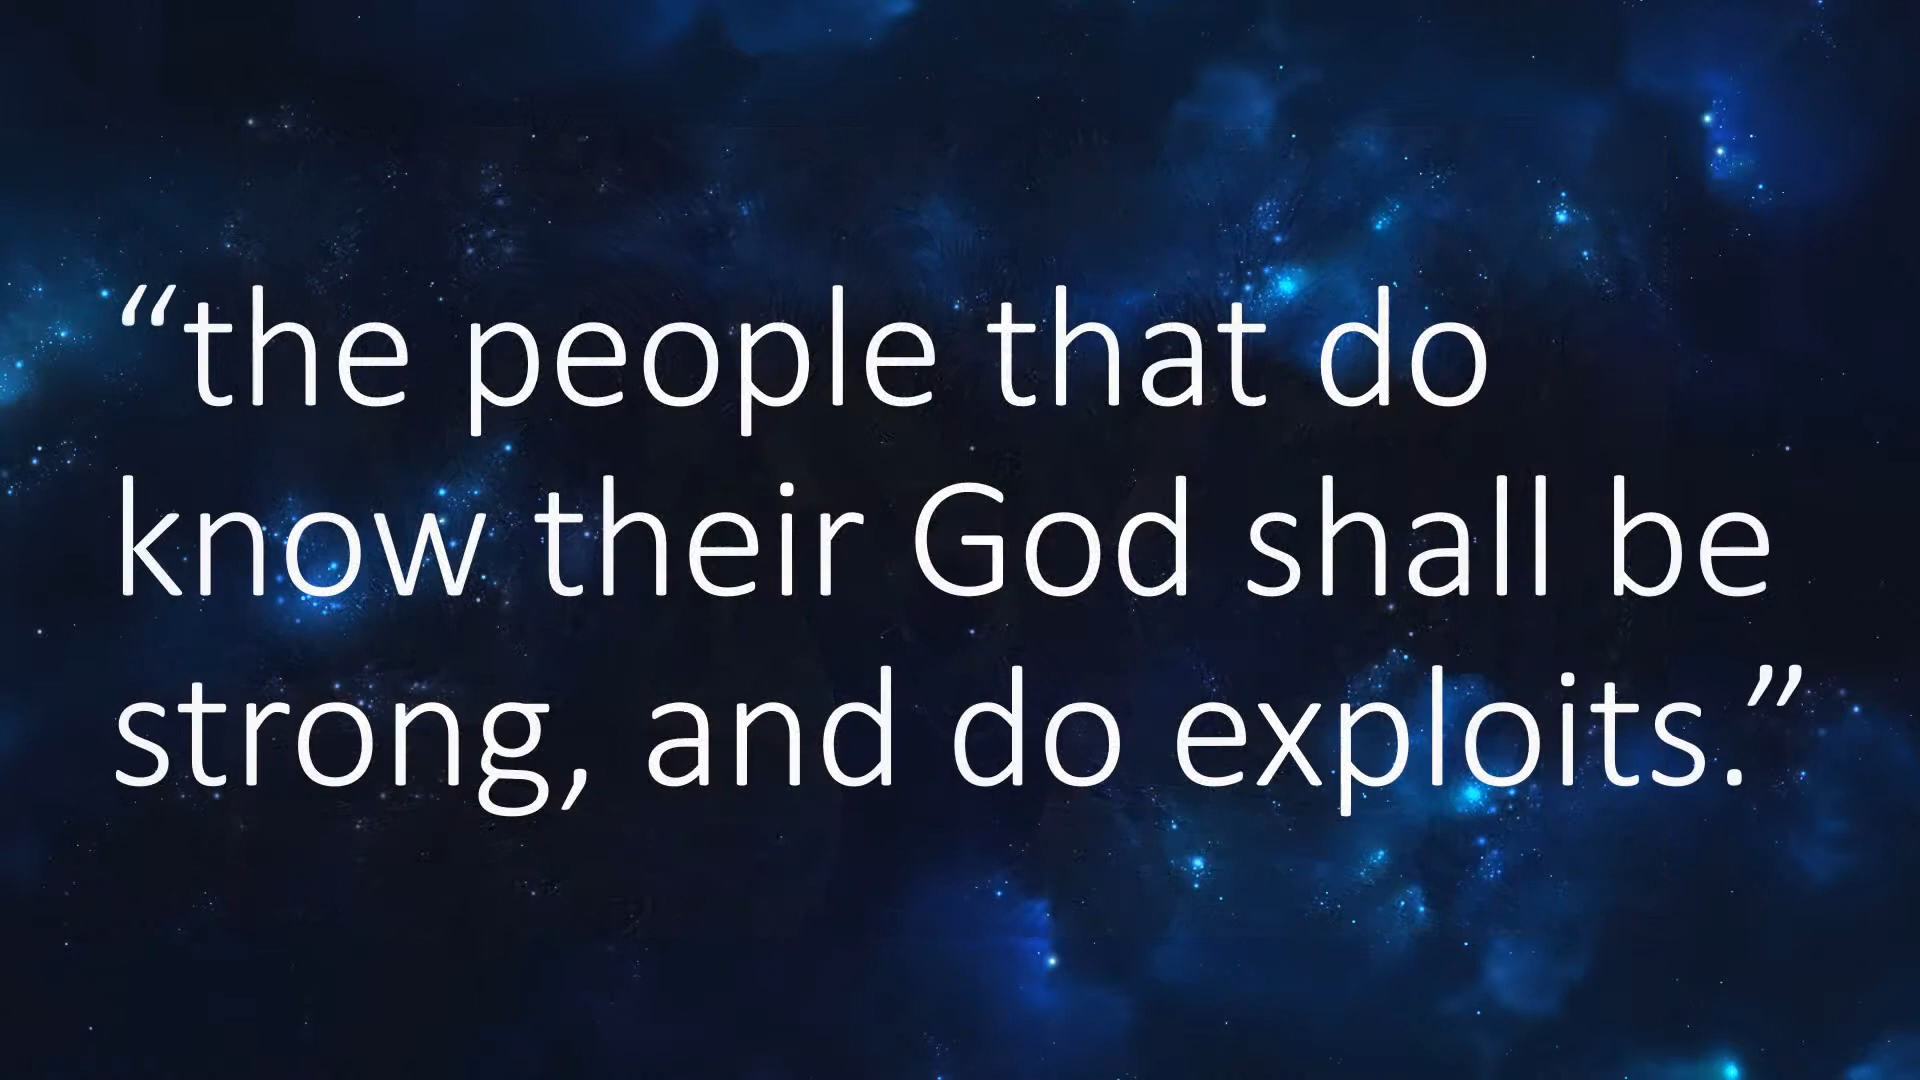 “the people that do
know their God shall be
strong, and do exploits.”